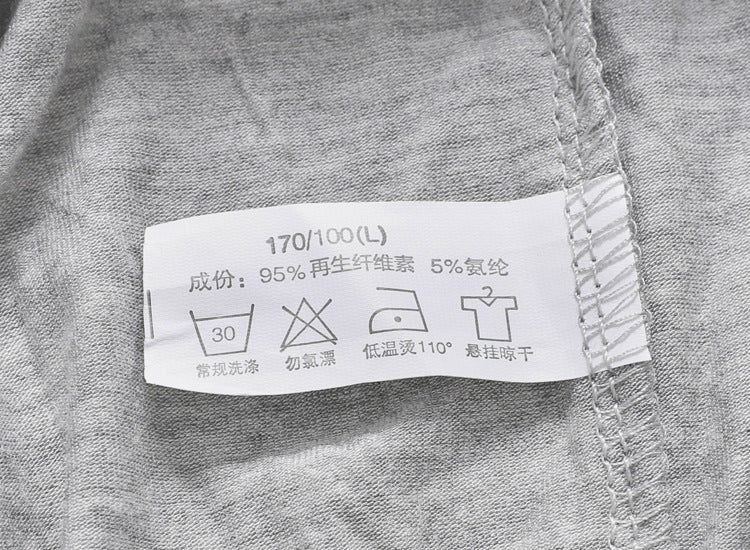 170/100(L)
成份：95%再生纤维素 5%氨纶
30
常规洗涤 勿氯漂 低温烫110° 悬挂晾干